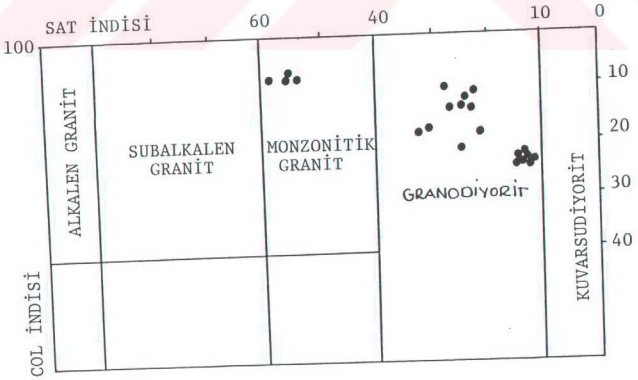 SAT İNDİSİ
100
60
40
10
0
ALKALEN GRANİT
SUBALKALEN
GRANİT
MONZONİTİK
GRANİT
GRANODİYORİT
KUVARSUDİYORİT
10
20
30
40
COL İNDİSİ